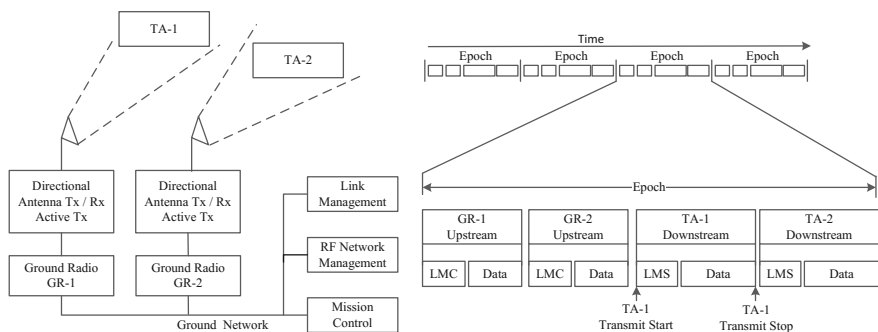 TA-1
TA-2
Directional
Antenna Tx / Rx
Active Tx
Directional
Antenna Tx / Rx
Active Tx
Ground Radio
GR-1
Ground Radio
GR-2
Link
Management
RF Network
Management
Mission
Control
Ground Network
Time
Epoch
Epoch
Epoch
Epoch
Epoch
GR-1
Upstream
GR-2
Upstream
TA-1
Downstream
TA-2
Downstream
LMC
Data
LMC
Data
LMS
Data
LMS
Data
TA-1
Transmit Start
TA-1
Transmit Stop